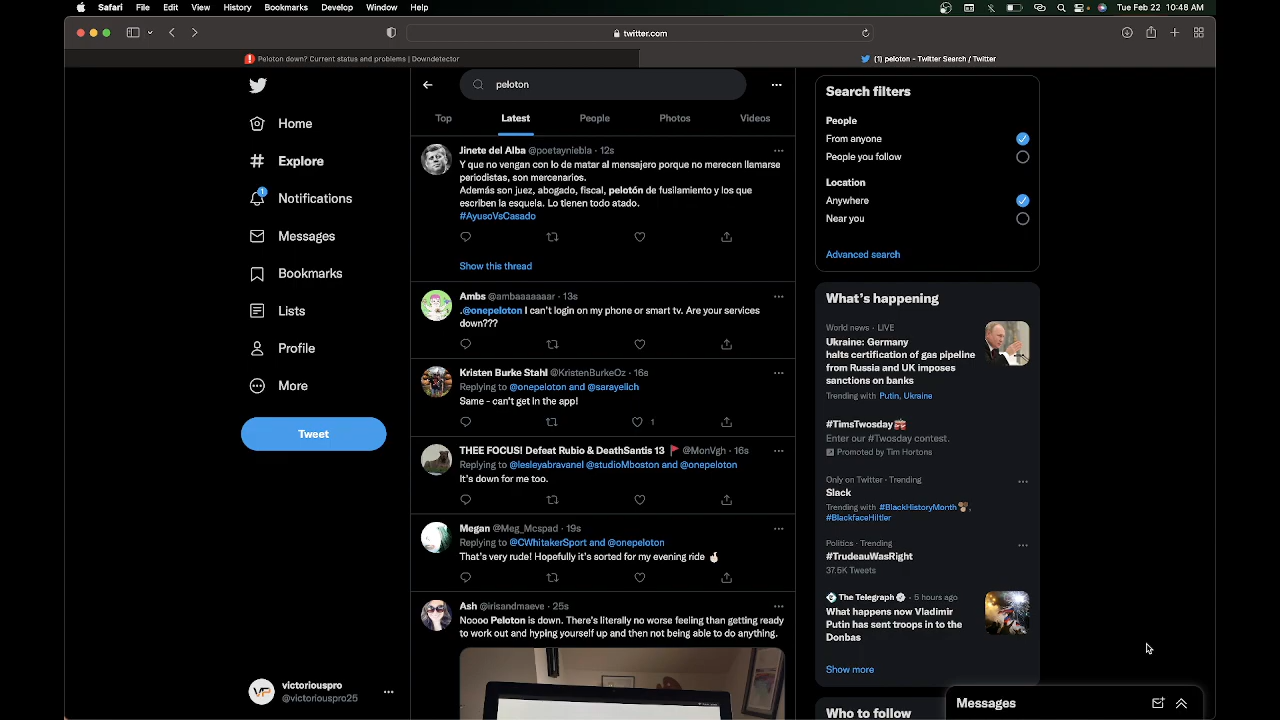 Safari File Edit View History Bookmarks Develop Window Help
Tue Feb 22 10:48 AM
twitter.com
Peloton down? Current status and problems | Downdetector
(1) peloton - Twitter Search / Twitter
Home
Explore
1
Notifications
Messages
Bookmarks
Lists
Profile
More
Tweet
VP
victoriouspro
@victoriouspro25
peloton
Top Latest People Photos Videos
Jinete del Alba @poetayniebla · 12s
Y que no vengan con lo de matar al mensajero porque no merecen llamarse
periodistas, son mercenarios.
Además son juez, abogado, fiscal, pelotón de fusilamiento y los que
escriben la esquela. Lo tienen todo atado.
#AyusoVsCasado
Show this thread
Ambs @ambaaaaaaar · 13s
.@onepeloton I can't login on my phone or smart tv. Are your services
down???
Kristen Burke Stahl @KristenBurkeOz · 16s
Replying to @onepeloton and @sarayeilch
Same - can't get in the app!
1
THEE FOCUS! Defeat Rubio & DeathSantis 13 🚩 @MonVgh · 16s
Replying to @lesleyabravanel @studioMboston and @onepeloton
It's down for me too.
Megan @Meg_Mcspad · 19s
Replying to @CWhitakerSport and @onepeloton
That's very rude! Hopefully it's sorted for my evening ride 🤞🏻
Ash @irisandmaeve · 25s
Noooo Peloton is down. There's literally no worse feeling than getting ready
to work out and hyping yourself up and then not being able to do anything.
Search filters
People
From anyone
People you follow
Location
Anywhere
Near you
Advanced search
What's happening
World news · LIVE
Ukraine: Germany
halts certification of gas pipeline
from Russia and UK imposes
sanctions on banks
Trending with Putin, Ukraine
#TimsTwosday
Enter our #Twosday contest.
Promoted by Tim Hortons
Only on Twitter · Trending
Slack
Trending with #BlackHistoryMonth,
#BlackfaceHitler
Politics · Trending
#TrudeauWasRight
37.5K Tweets
The Telegraph · 5 hours ago
What happens now Vladimir
Putin has sent troops in to the
Donbas
Show more
Messages
Who to follow